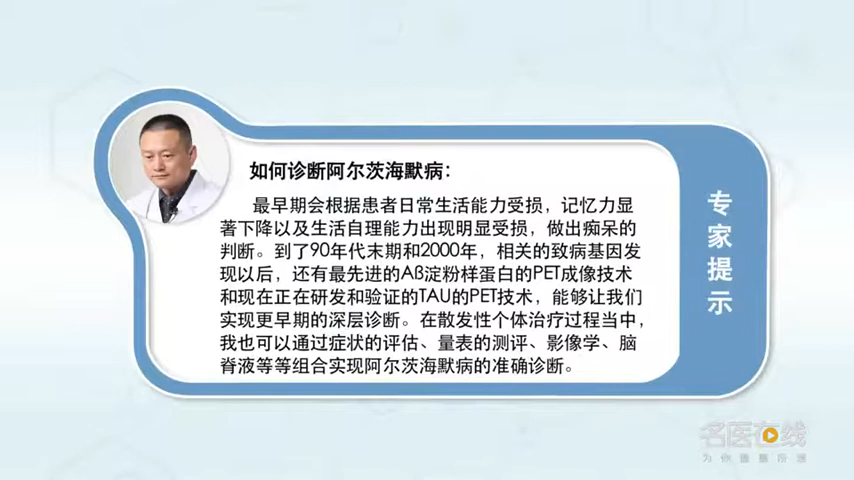 如何诊断阿尔茨海默病：
最早期会根据患者日常生活能力受损，记忆力显
著下降以及生活自理能力出现明显受损，做出痴呆的
判断。到了90年代末期和2000年，相关的致病基因发
现以后，还有最先进的Aß淀粉样蛋白的PET成像技术
和现在正在研发和验证的TAU的PET技术，能够让我们
实现更早期的深层诊断。在散发性个体治疗过程当中，
我也可以通过症状的评估、量表的测评、影像学、脑
脊液等等组合实现阿尔茨海默病的准确诊断。
专家提示
名医在线